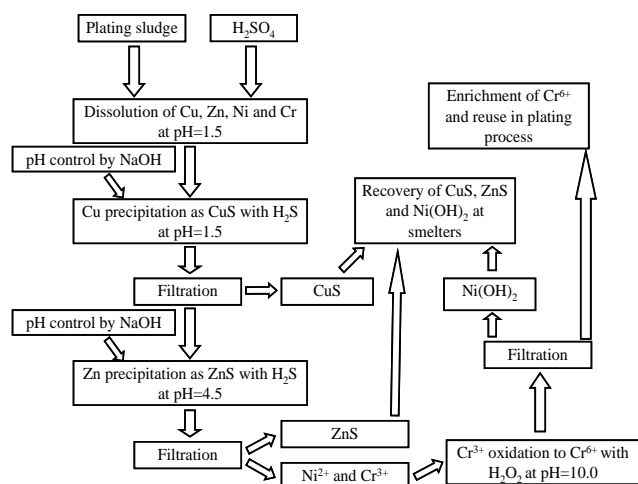 Plating sludge
H₂SO₄
Dissolution of Cu, Zn, Ni and Cr
at pH=1.5
pH control by NaOH
Cu precipitation as CuS with H₂S
at pH=1.5
Filtration
CuS
pH control by NaOH
Zn precipitation as ZnS with H₂S
at pH=4.5
Filtration
ZnS
Ni²⁺ and Cr³⁺
Cr³⁺ oxidation to Cr⁶⁺ with
H₂O₂ at pH=10.0
Filtration
Ni(OH)₂
Recovery of CuS, ZnS
and Ni(OH)₂ at
smelters
Enrichment of Cr⁶⁺
and reuse in plating
process